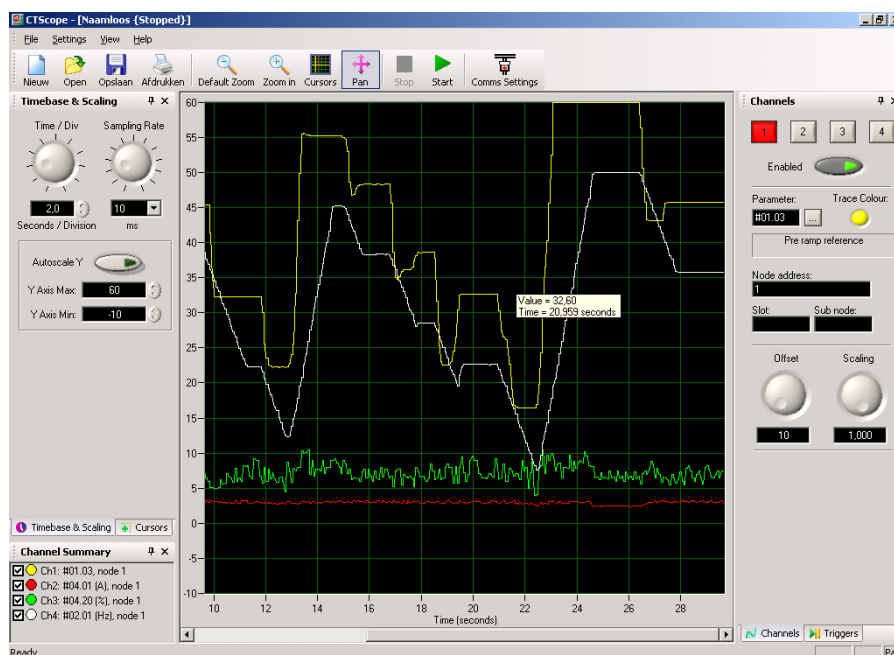 CTScope - [Naamloos {Stopped}]
File Settings View Help
Nieuw Open Opslaan Afdrukken Default Zoom Zoom in Cursors Pan Stop Start Comms Settings
Timebase & Scaling
Time / Div Sampling Rate
2,0 10
Seconds / Division ms
Autoscale Y
Y Axis Max: 60
Y Axis Min: -10
Timebase & Scaling Cursors
Channel Summary
Ch1: #01.03, node 1
Ch2: #04.01 (A), node 1
Ch3: #04.20 (%), node 1
Ch4: #02.01 (Hz), node 1
Ready
60
55
50
45
40
35
30
25
20
15
10
5
0
-5
-10
Value = 32,60
Time = 20,959 seconds
10 12 14 16 18 20 22 24 26 28
Time (seconds)
Channels
1 2 3 4
Enabled
Parameter: Trace Colour:
#01.03 ...
Pre ramp reference
Node address:
1
Slot: Sub node:
Offset Scaling
10 1,000
Channels Triggers